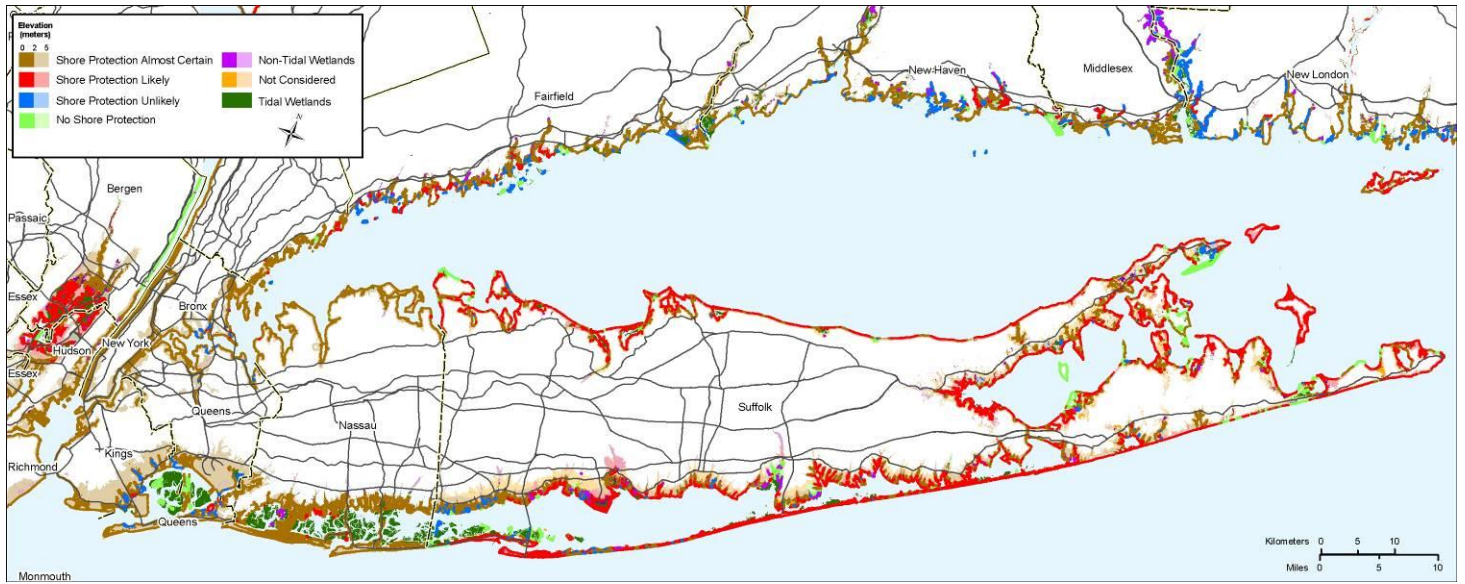 Elevation
(meters)
0 2 5
Shore Protection Almost Certain
Shore Protection Likely
Shore Protection Unlikely
No Shore Protection
Non-Tidal Wetlands
Not Considered
Tidal Wetlands
N
New Haven
Middlesex
New London
Fairfield
Bergen
Passaic
Essex
Bronx
Hudson
New York
Essex
Queens
Suffolk
Nassau
Kings
Richmond
Queens
Monmouth
Kilometers
0 5 10
Miles
0 5 10